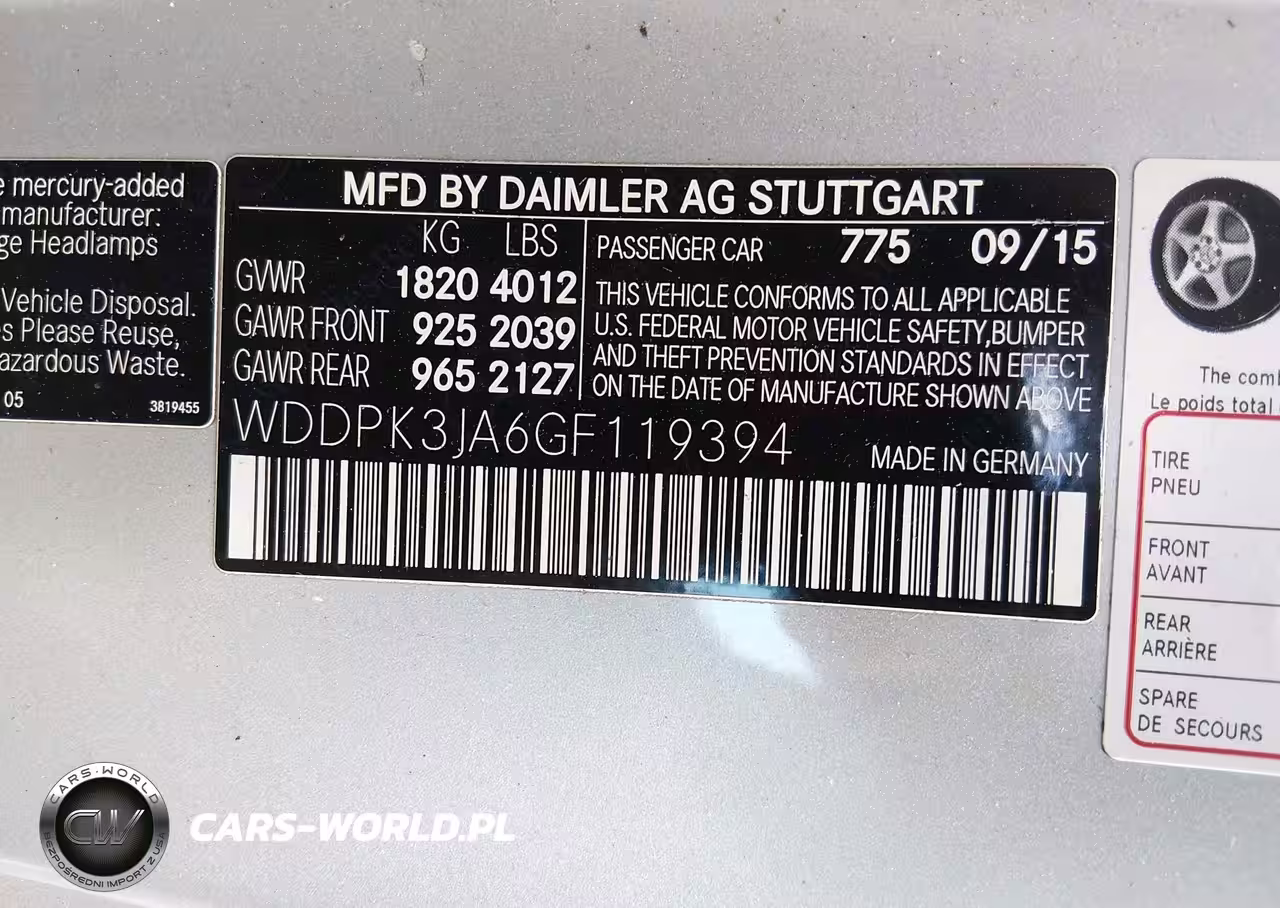 e mercury-added
manufacturer:
ge Headlamps
Vehicle Disposal.
es Please Reuse,
azardous Waste.
05 3819455
MFD BY DAIMLER AG STUTTGART
KG LBS
GVWR 1820 4012
GAWR FRONT 925 2039
GAWR REAR 965 2127
PASSENGER CAR 775 09/15
THIS VEHICLE CONFORMS TO ALL APPLICABLE
U.S. FEDERAL MOTOR VEHICLE SAFETY,BUMPER
AND THEFT PREVENTION STANDARDS IN EFFECT
ON THE DATE OF MANUFACTURE SHOWN ABOVE
WDDPK3JA6GF119394
MADE IN GERMANY
The comb
Le poids total
TIRE
PNEU
FRONT
AVANT
REAR
ARRIÈRE
SPARE
DE SECOURS
CARS-WORLD
CW
BEZPOŚREDNI IMPORT Z USA
CARS-WORLD.PL